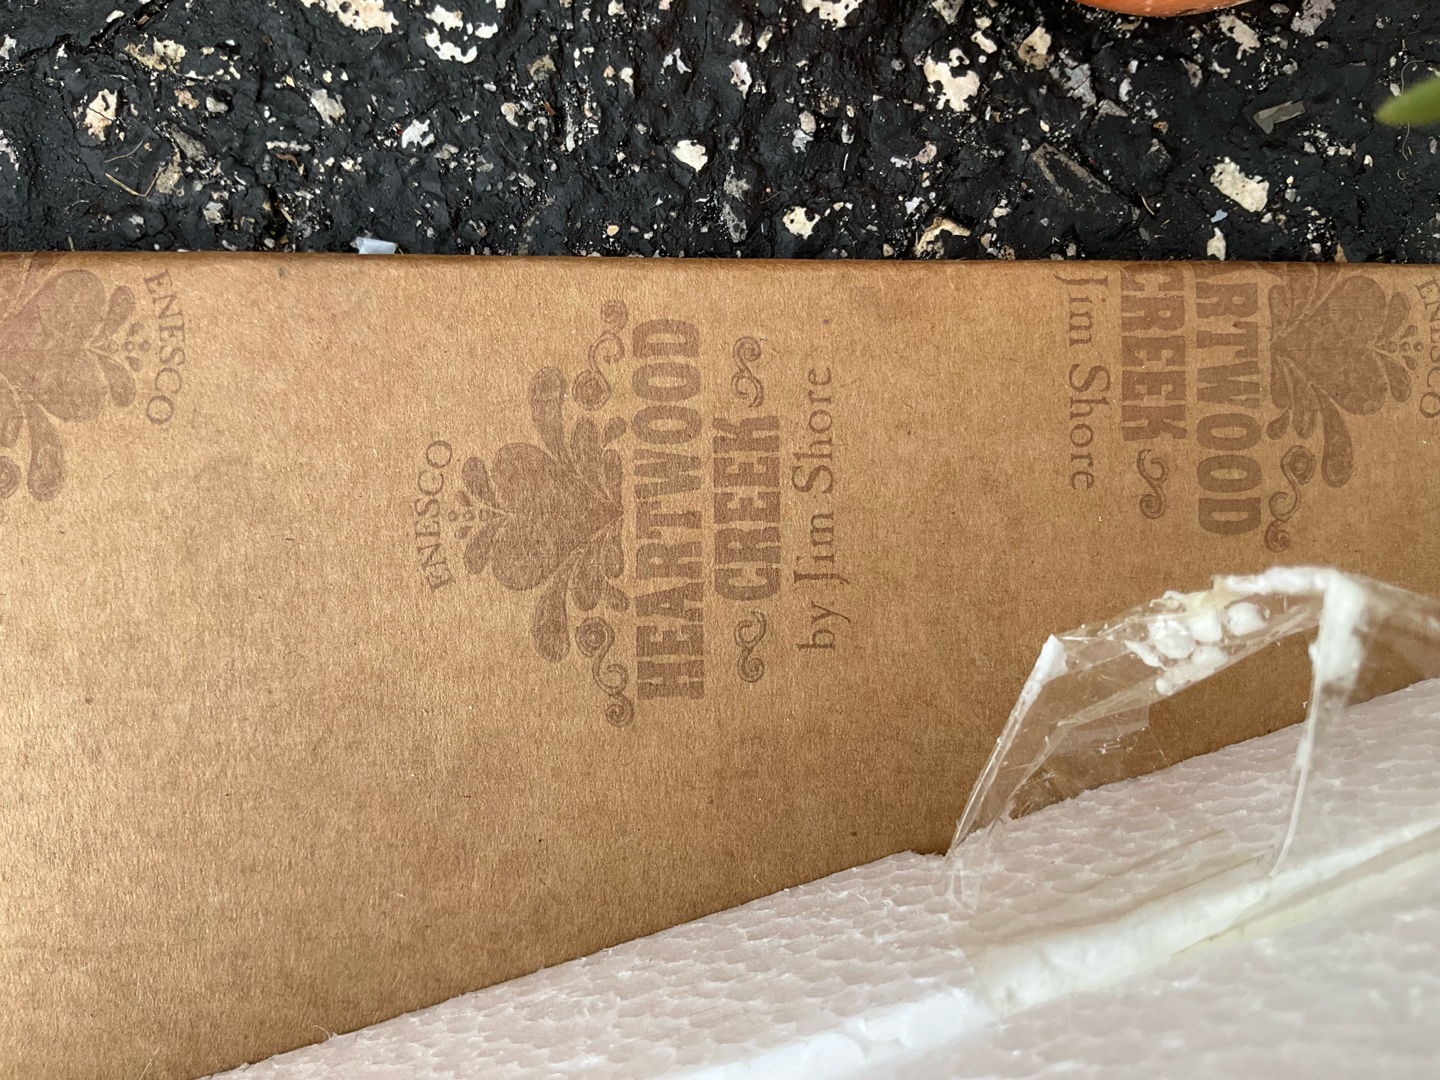 ENESCO
ENESCO
HEARTWOOD
CREEK
by Jim Shore
ENESCO
RTWOOD
CREEK
Jim Shore